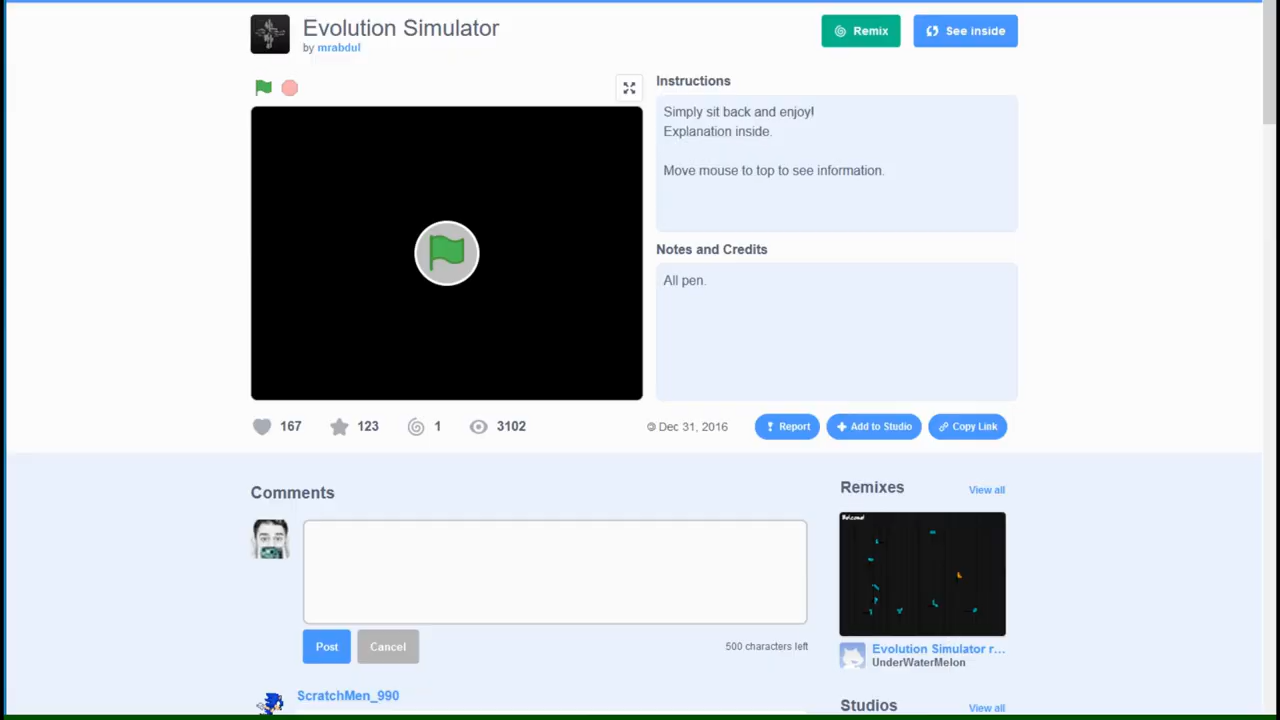 Evolution Simulator
by mrabdul
Remix
See inside
Instructions
Simply sit back and enjoy!
Explanation inside.
Move mouse to top to see information.
Notes and Credits
All pen.
167
123
1
3102
© Dec 31, 2016
Report
Add to Studio
Copy Link
Comments
Post
Cancel
500 characters left
ScratchMen_990
Remixes
View all
Welcome!
Evolution Simulator r...
UnderWaterMelon
Studios
View all